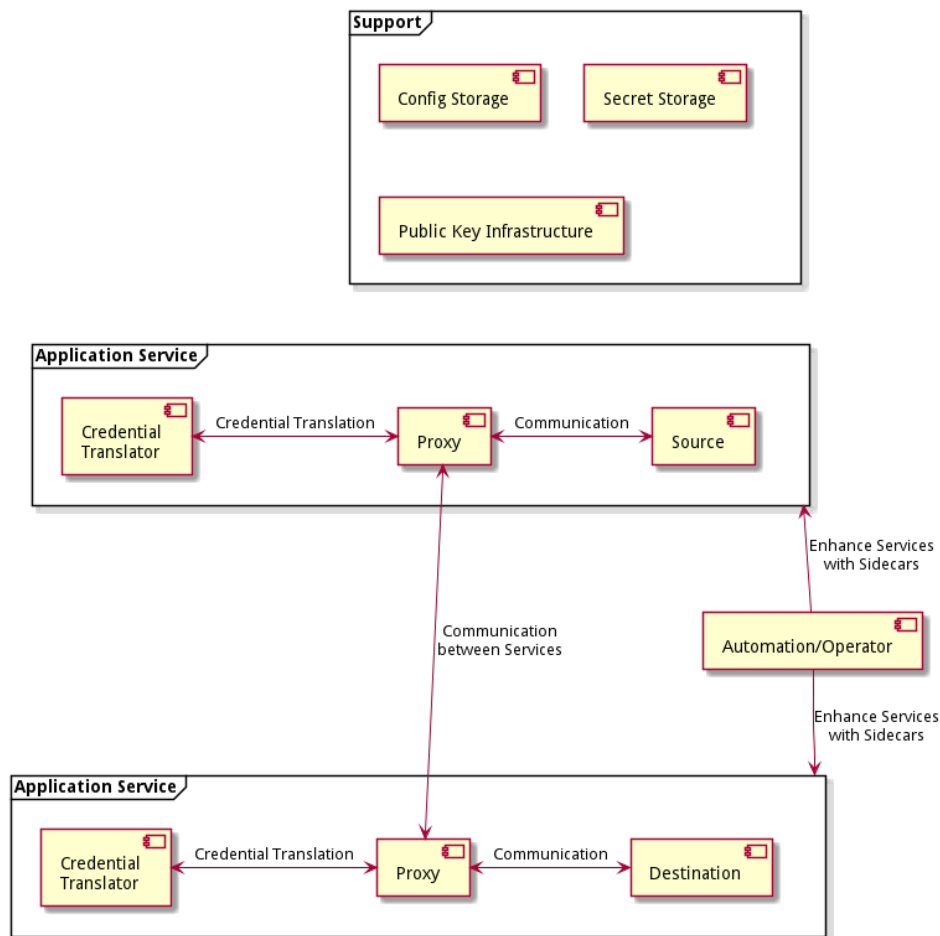 Support
Config Storage
Secret Storage
Public Key Infrastructure
Application Service
Credential
Translator
Credential Translation
Proxy
Communication
Source
Enhance Services
with Sidecars
Communication
between Services
Automation/Operator
Enhance Services
with Sidecars
Application Service
Credential
Translator
Credential Translation
Proxy
Communication
Destination